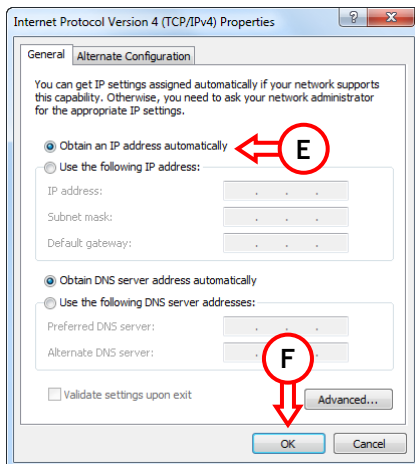 Internet Protocol Version 4 (TCP/IPv4) Properties
? X
General Alternate Configuration
You can get IP settings assigned automatically if your network supports
this capability. Otherwise, you need to ask your network administrator
for the appropriate IP settings.
Obtain an IP address automatically E
Use the following IP address:
IP address: . . .
Subnet mask: . . .
Default gateway: . . .
Obtain DNS server address automatically
Use the following DNS server addresses:
Preferred DNS server: . . .
Alternate DNS server: . . .
F
Validate settings upon exit Advanced...
OK Cancel